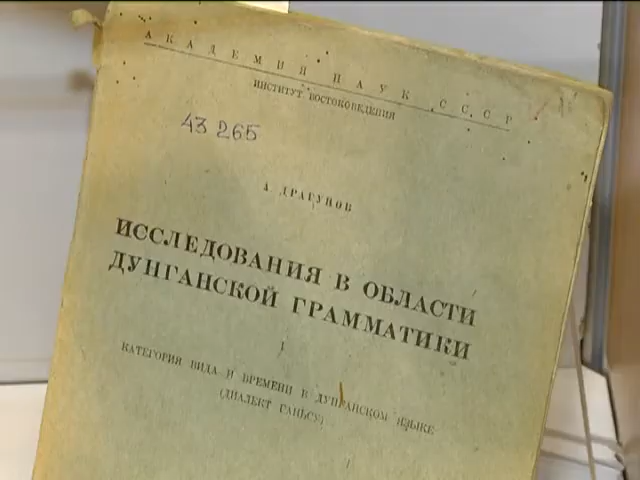 АКАДЕМИЯ НАУК СССР
ИНСТИТУТ ВОСТОКОВЕДЕНИЯ
43 265
А ДРАГУНОВ
ИССЛЕДОВАНИЯ В ОБЛАСТИ
ДУНГАНСКОЙ ГРАММАТИКИ
I
КАТЕГОРИЯ ВИДА И ВРЕМЕНИ В ДУНГАНСКОМ ЯЗЫКЕ
(ДИАЛЕКТ ГАНЬСУ)